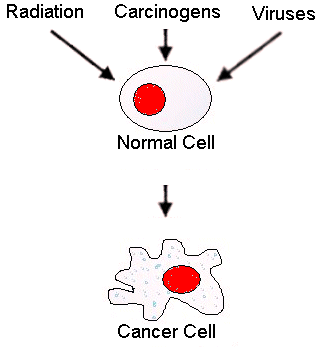 Radiation Carcinogens Viruses
Normal Cell
Cancer Cell